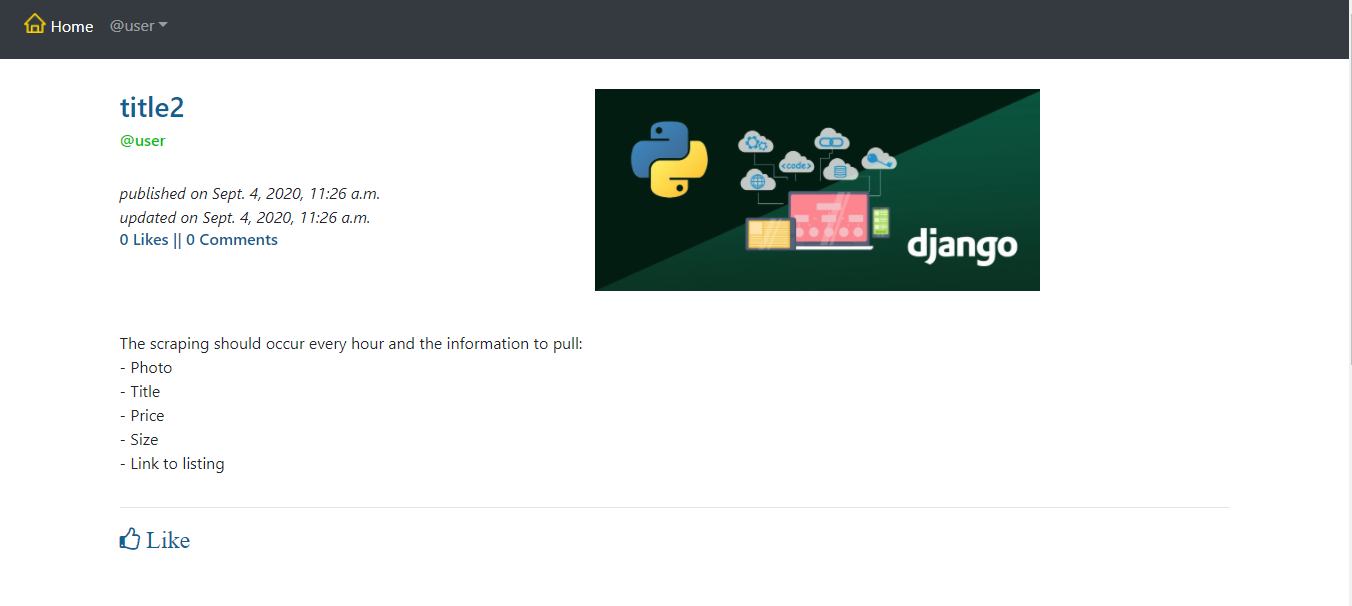 Home @user
title2
@user
published on Sept. 4, 2020, 11:26 a.m.
updated on Sept. 4, 2020, 11:26 a.m.
0 Likes || 0 Comments
<code>
django
The scraping should occur every hour and the information to pull:
- Photo
- Title
- Price
- Size
- Link to listing
Like